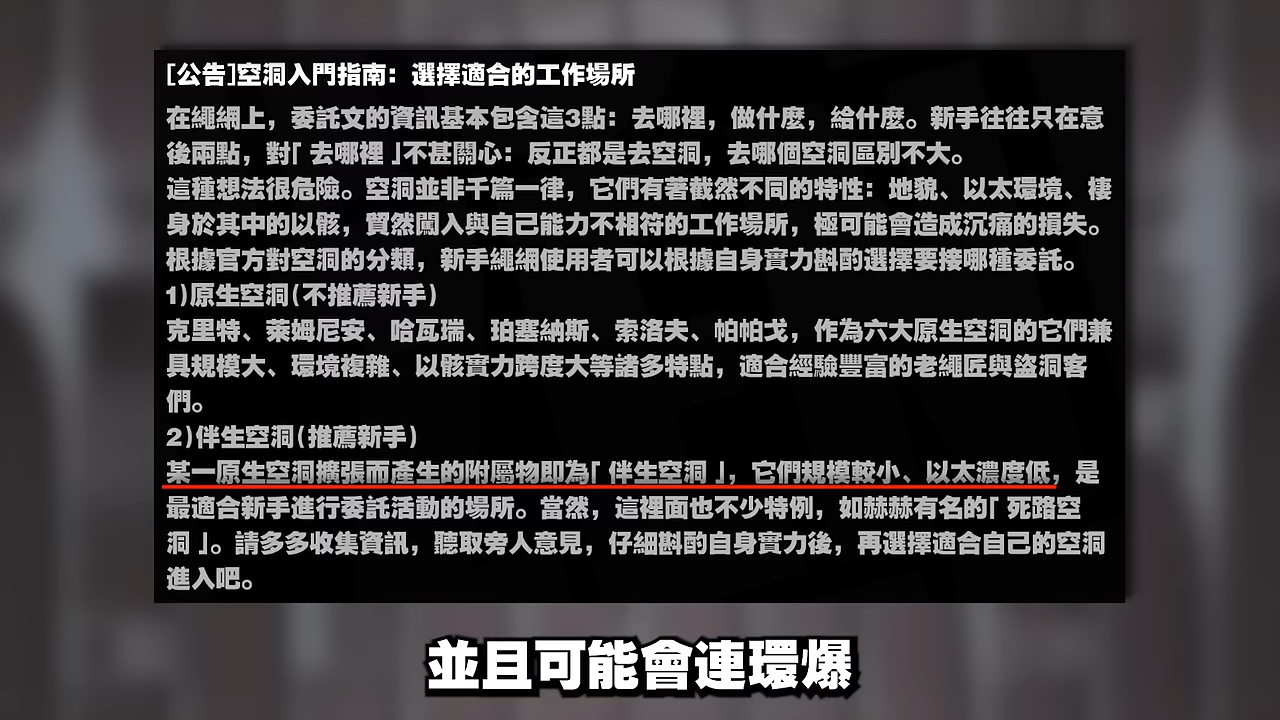 [公告]空洞入門指南：選擇適合的工作場所
在繩網上，委託文的資訊基本包含這3點：去哪裡，做什麼，給什麼。新手往往只在意
後兩點，對「去哪裡」不甚關心：反正都是去空洞，去哪個空洞區別不大。
這種想法很危險。空洞並非千篇一律，它們有著截然不同的特性：地貌、以太環境、棲
身於其中的以骸，貿然闖入與自己能力不相符的工作場所，極可能會造成沉痛的損失。
根據官方對空洞的分類，新手繩網使用者可以根據自身實力斟酌選擇要接哪種委託。
1)原生空洞(不推薦新手)
克里特、萊姆尼安、哈瓦瑞、珀塞納斯、索洛夫、帕帕戈，作為六大原生空洞的它們兼
具規模大、環境複雜、以骸實力跨度大等諸多特點，適合經驗豐富的老繩匠與盜洞客
們。
2)伴生空洞(推薦新手)
某一原生空洞擴張而產生的附屬物即為「伴生空洞」，它們規模較小、以太濃度低，是
最適合新手進行委託活動的場所。當然，這裡面也不少特例，如赫赫有名的「死路空
洞」。請多多收集資訊，聽取旁人意見，仔細斟酌自身實力後，再選擇適合自己的空洞
進入吧。
並且可能會連環爆